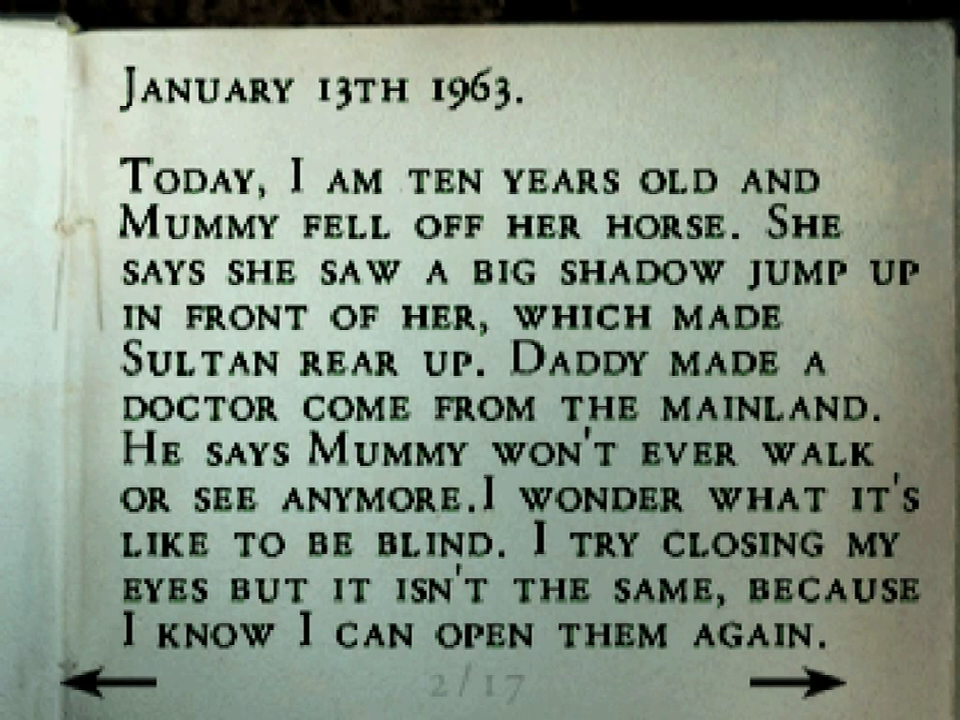 January 13th 1963.
Today, I am ten years old and
Mummy fell off her horse. She
says she saw a big shadow jump up
in front of her, which made
Sultan rear up. Daddy made a
doctor come from the mainland.
He says Mummy won't ever walk
or see anymore.I wonder what it's
like to be blind. I try closing my
eyes but it isn't the same, because
I know I can open them again.
2/17